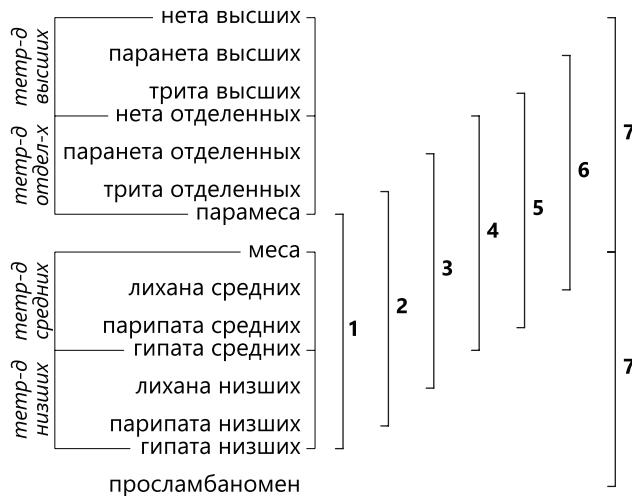 нета высших
паранета высших
трита высших
нета отделенных
паранета отделенных
трита отделенных
парамеса
меса
лихана средних
парипата средних
гипата средних
лихана низших
парипата низших
гипата низших
просламбаномен
тетр-д
высших
тетр-д
отдел-х
тетр-д
средних
тетр-д
низших
1
2
3
4
5
6
7
7